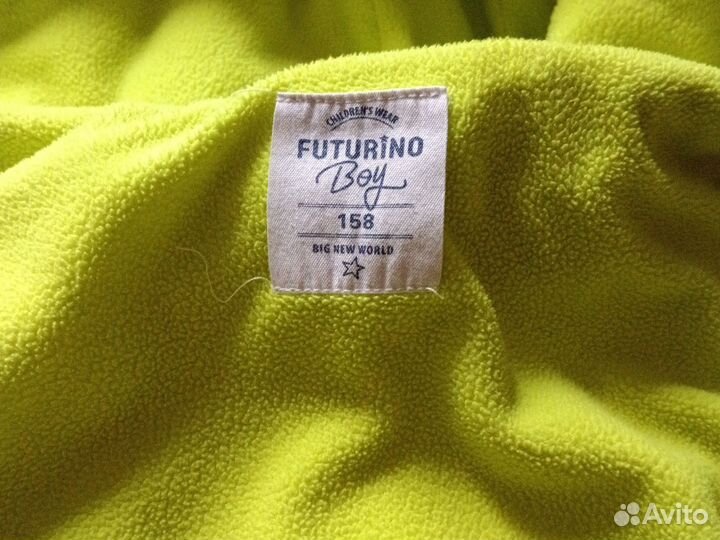 CHILDREN'S WEAR
FUTURINO
Boy
158
BIG NEW WORLD
Avito